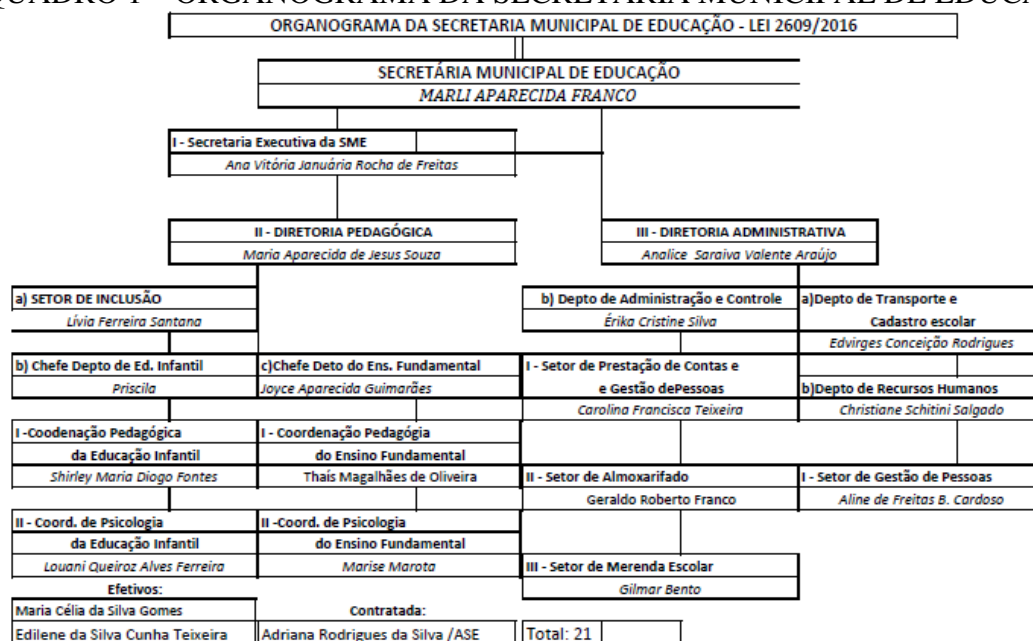 QUADRO 1 – ORGANOGRAMA DA SECRETARIA MUNICIPAL DE EDUCA
ORGANOGRAMA DA SECRETARIA MUNICIPAL DE EDUCAÇÃO - LEI 2609/2016
SECRETÁRIA MUNICIPAL DE EDUCAÇÃO
MARLI APARECIDA FRANCO
I - Secretaria Executiva da SME
Ana Vitória Januária Rocha de Freitas
II - DIRETORIA PEDAGÓGICA
Maria Aparecida de Jesus Souza
III - DIRETORIA ADMINISTRATIVA
Analice Saraiva Valente Araújo
a) SETOR DE INCLUSÃO
Lívia Ferreira Santana
b) Depto de Administração e Controle
Érika Cristine Silva
a)Depto de Transporte e
Cadastro escolar
Edvirges Conceição Rodrigues
b) Chefe Depto de Ed. Infantil
Priscila
c)Chefe Deto do Ens. Fundamental
Joyce Aparecida Guimarães
I - Setor de Prestação de Contas e
e Gestão dePessoas
Carolina Francisca Teixeira
b)Depto de Recursos Humanos
Christiane Schitini Salgado
I -Coodenação Pedagógica
da Educação Infantil
Shirley Maria Diogo Fontes
I - Coordenação Pedagógia
do Ensino Fundamental
Thaís Magalhães de Oliveira
II - Setor de Almoxarifado
Geraldo Roberto Franco
I - Setor de Gestão de Pessoas
Aline de Freitas B. Cardoso
II - Coord. de Psicologia
da Educação Infantil
Louani Queiroz Alves Ferreira
II -Coord. de Psicologia
do Ensino Fundamental
Marise Marota
III - Setor de Merenda Escolar
Gilmar Bento
Efetivos:
Maria Célia da Silva Gomes
Edilene da Silva Cunha Teixeira
Contratada:
Adriana Rodrigues da Silva /ASE
Total: 21